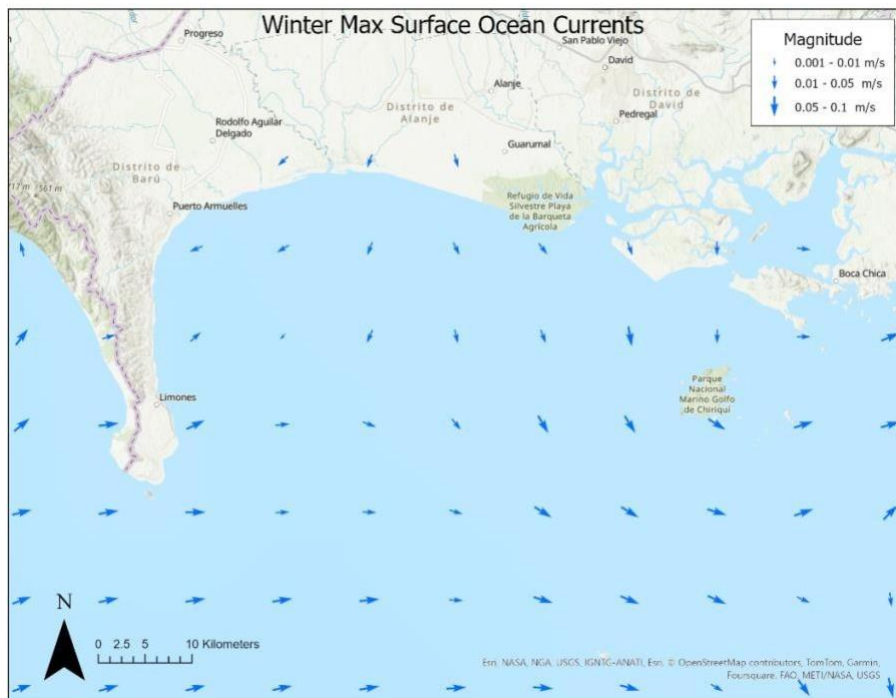 Winter Max Surface Ocean Currents
Magnitude
0.001 - 0.01 m/s
0.01 - 0.05 m/s
0.05 - 0.1 m/s
Progreso
San Pablo Viejo
David
Alanje
Distrito de
Alanje
Distrito de
David
Pedregal
Rodolfo Aguilar
Delgado
Guarumal
Distrito de
Barú
561 m
Refugio de Vida
Silvestre Playa
de la Barqueta
Agrícola
Puerto Armuelles
Boca Chica
Parque
Nacional
Marino Golfo
de Chiriquí
Limones
N
0 2.5 5 10 Kilometers
Esri, NASA, NGA, USGS, IGNTG-ANATI, Esri, © OpenStreetMap contributors, TomTom, Garmin,
Foursquare, FAO, METI/NASA, USGS